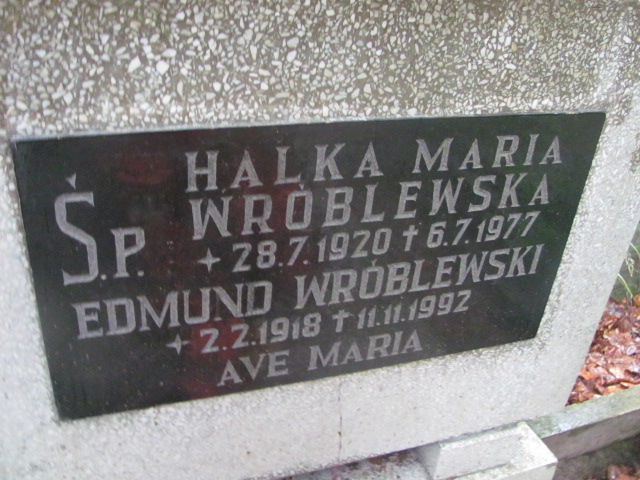 HALKA MARIA
Ś.P. WRÓBLEWSKA
+ 28.7.1920 † 6.7.1977
EDMUND WRÓBLEWSKI
+ 2.2.1918 † 11.11.1992
AVE MARIA